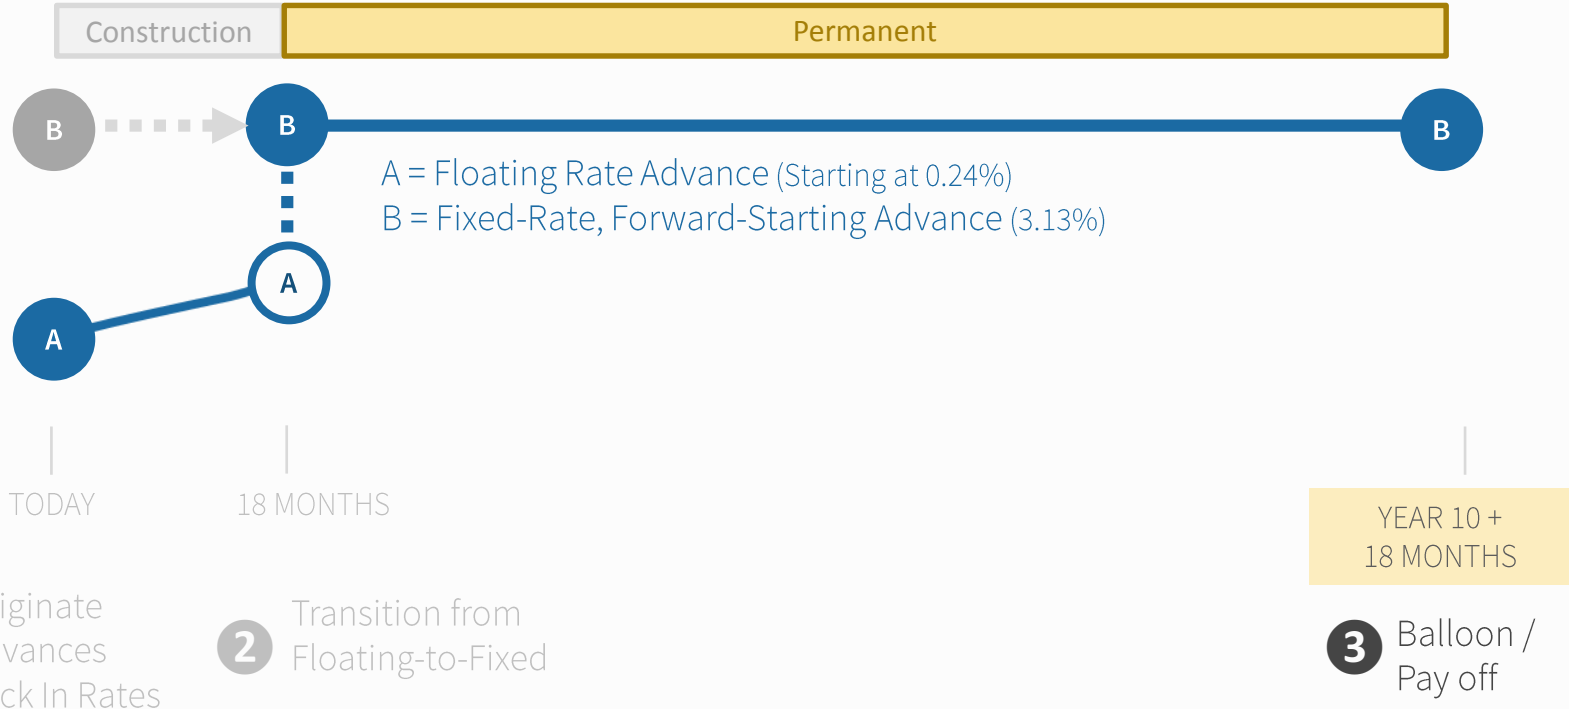 Construction
Permanent
B
B
B
A = Floating Rate Advance (Starting at 0.24%)
B = Fixed-Rate, Forward-Starting Advance (3.13%)
A
A
TODAY
18 MONTHS
YEAR 10 +
18 MONTHS
iginate
vances
ck In Rates
2
Transition from
Floating-to-Fixed
3
Balloon /
Pay off